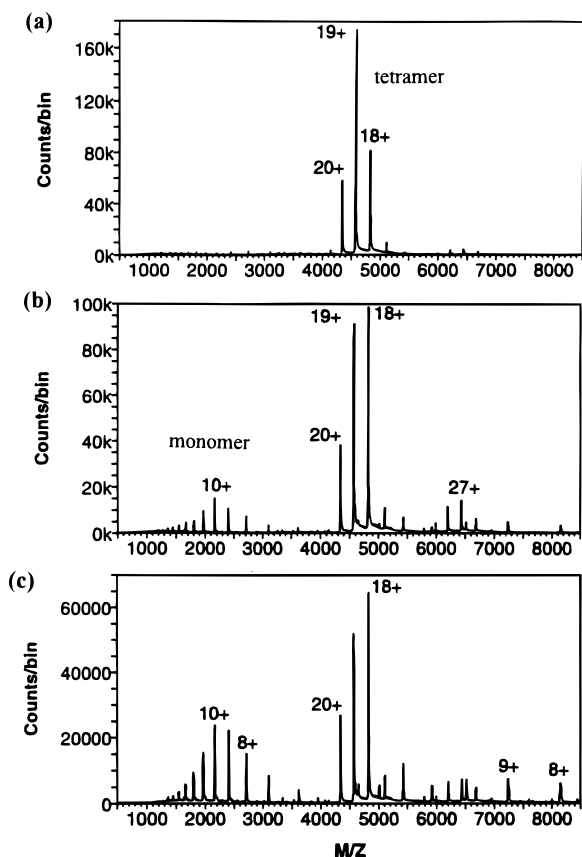 (a)
19+
tetramer
18+
20+
Counts/bin
160k
120k
80k
40k
0k
1000 2000 3000 4000 5000 6000 7000 8000
(b)
19+ 18+
monomer
20+
10+
27+
Counts/bin
100k
80k
60k
40k
20k
0k
1000 2000 3000 4000 5000 6000 7000 8000
(c)
18+
20+
10+
8+
9+ 8+
Counts/bin
60000
40000
20000
0
1000 2000 3000 4000 5000 6000 7000 8000
M/Z